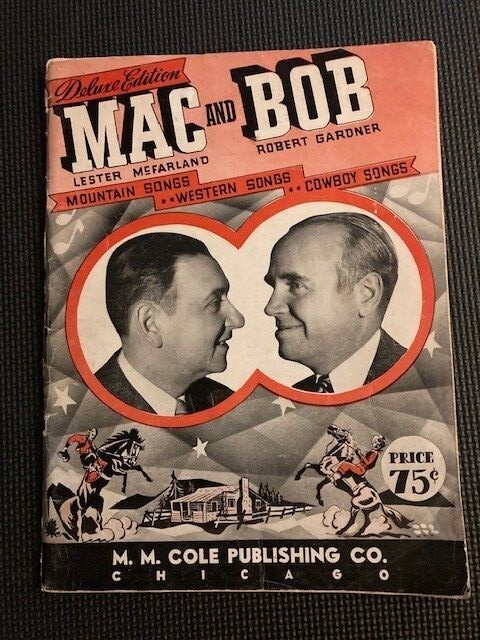 Deluxe Edition
MAC AND BOB
LESTER McFARLAND
ROBERT GARDNER
MOUNTAIN SONGS
..WESTERN SONGS..
COWBOY SONGS
PRICE
75¢
M. M. COLE PUBLISHING CO.
CHICAGO